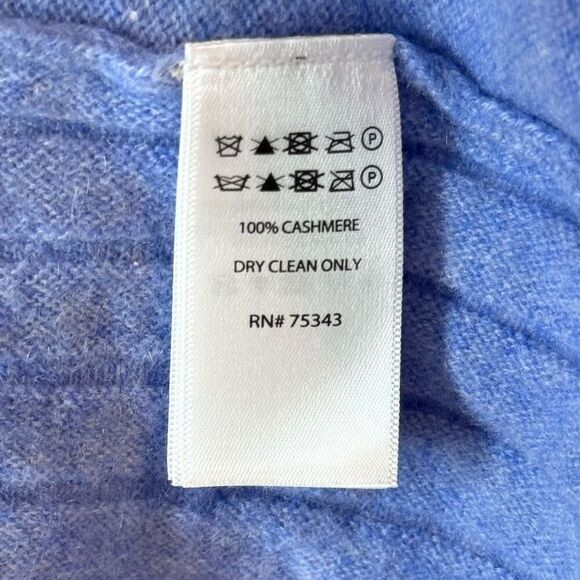 P
P
100% CASHMERE
DRY CLEAN ONLY
RN# 75343